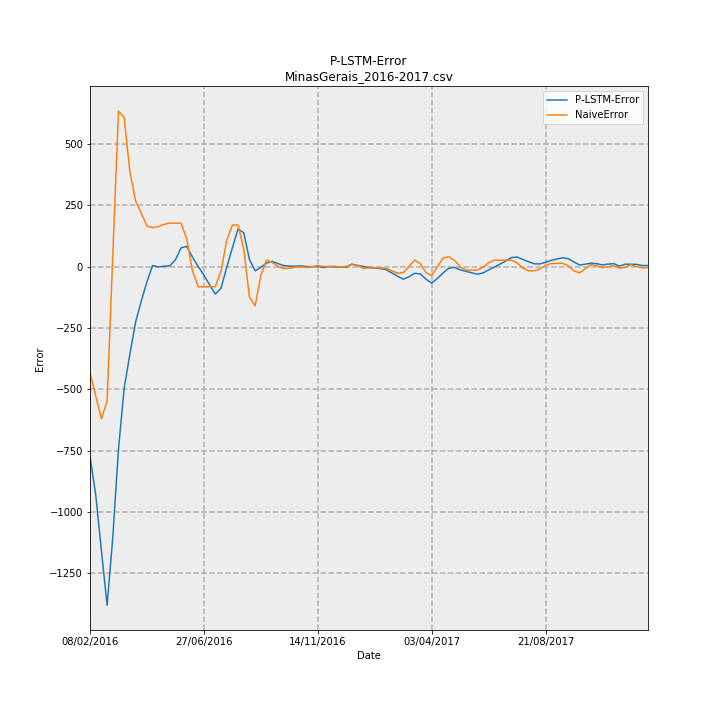 P-LSTM-Error
MinasGerais_2016-2017.csv
P-LSTM-Error
NaiveError
500
250
0
−250
−500
−750
−1000
−1250
Error
08/02/2016
27/06/2016
14/11/2016
03/04/2017
21/08/2017
Date